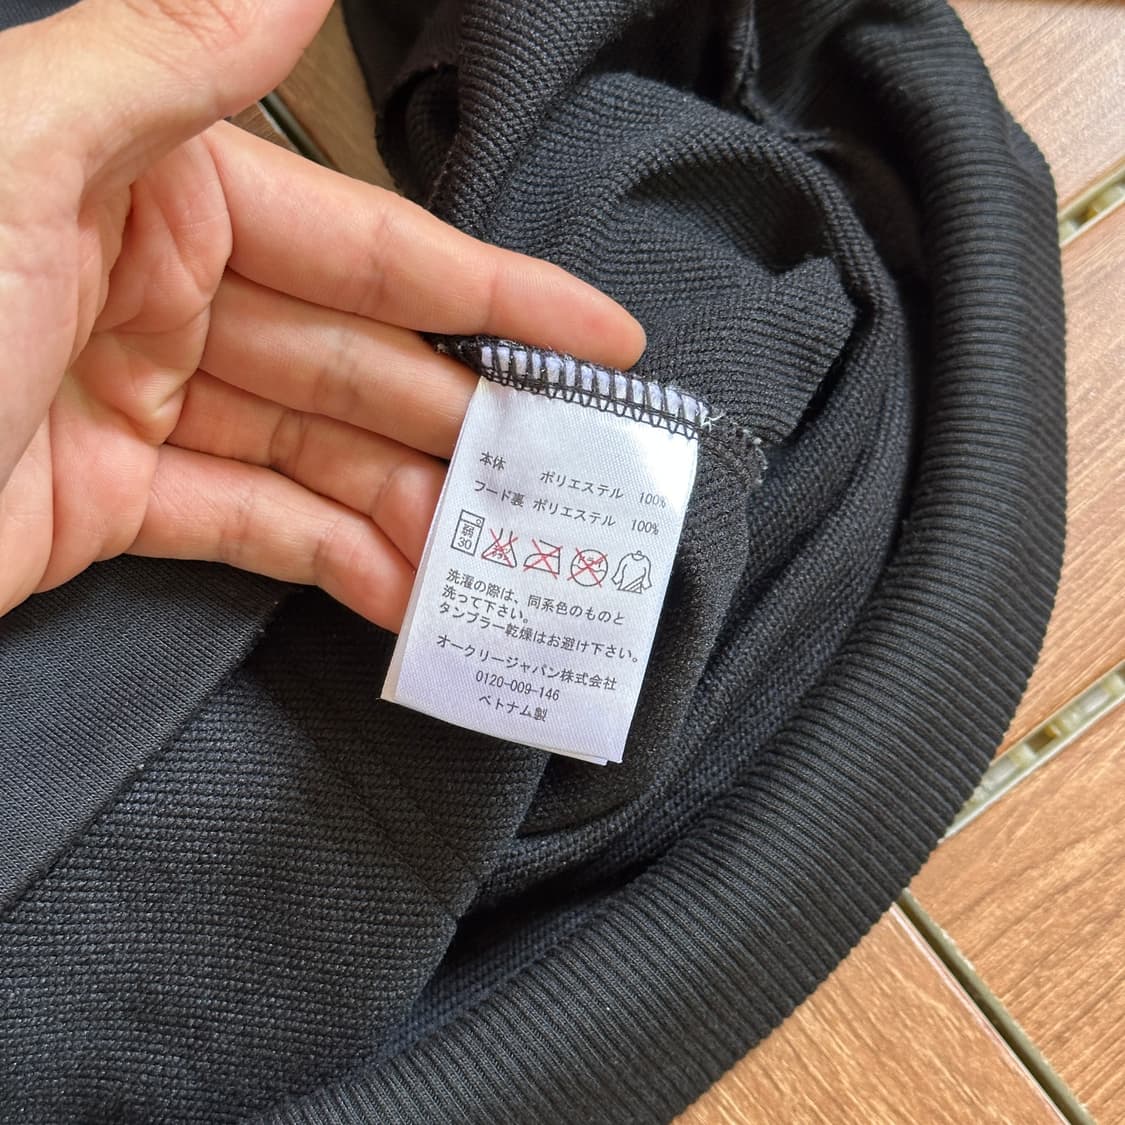 本体 ポリエステル 100%
フード裏 ポリエステル 100%
弱
30
ドライ
洗濯の際は、同系色のものと
洗って下さい。
タンブラー乾燥はお避け下さい。
オークリージャパン株式会社
0120-009-146
ベトナム製